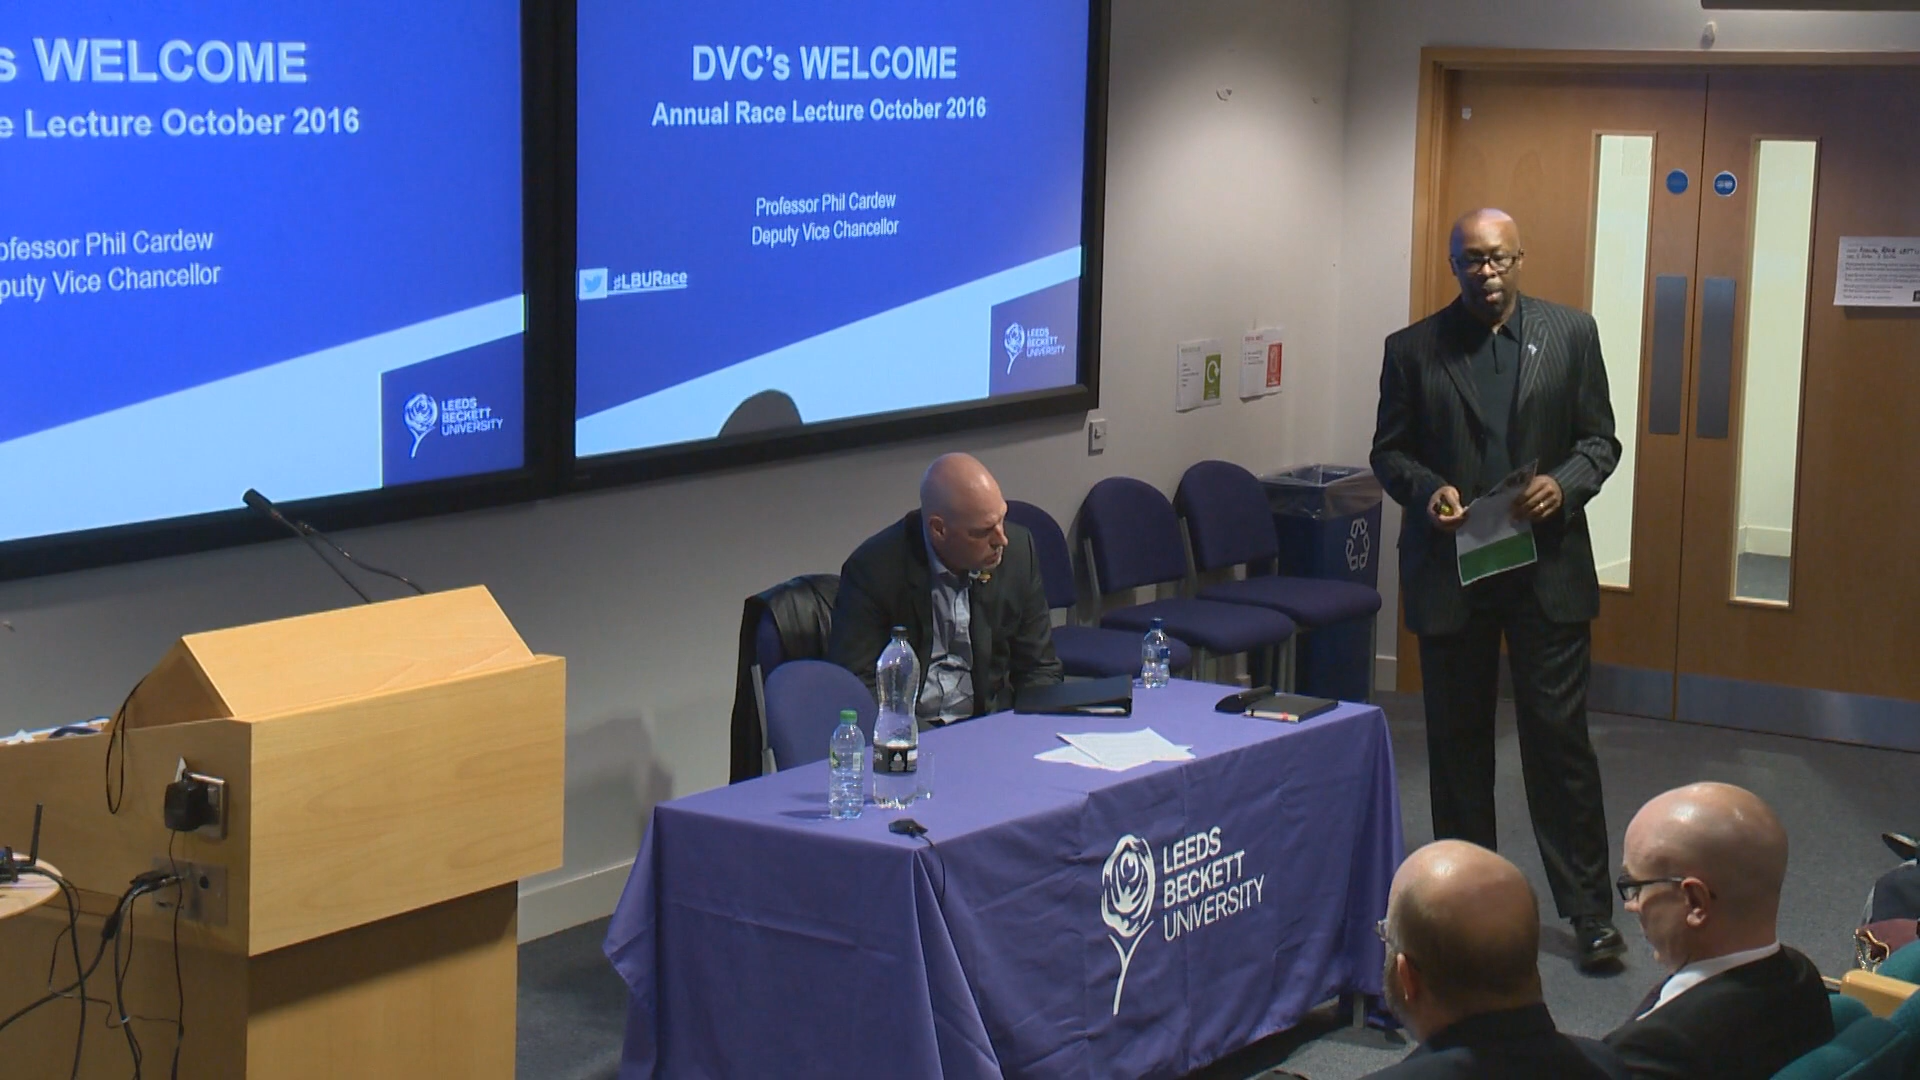 s WELCOME
e Lecture October 2016
ofessor Phil Cardew
puty Vice Chancellor
LEEDS
BECKETT
UNIVERSITY
DVC's WELCOME
Annual Race Lecture October 2016
Professor Phil Cardew
Deputy Vice Chancellor
#LBURace
LEEDS
BECKETT
UNIVERSITY
LEEDS
BECKETT
UNIVERSITY